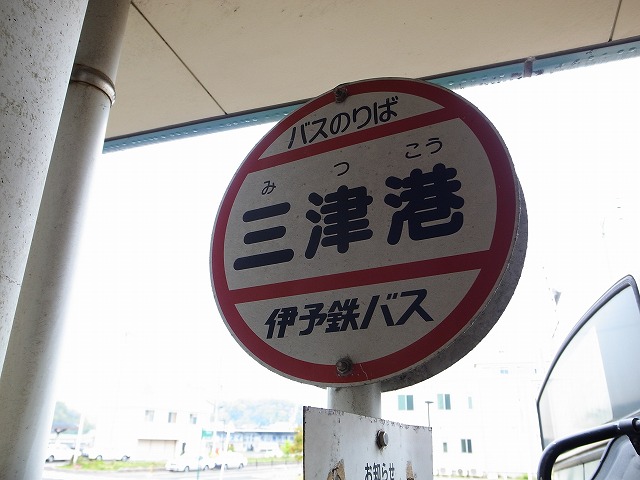 バスのりば
みつこう
三津港
伊予鉄バス
お知らせ